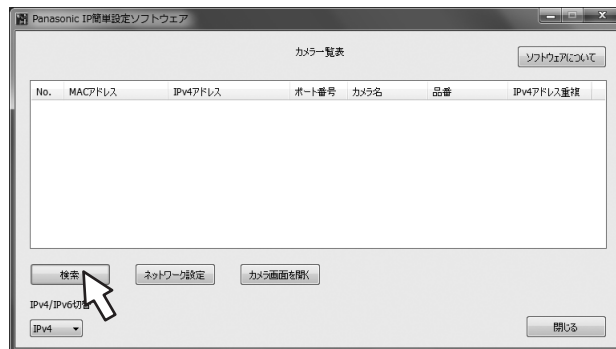 Panasonic IP簡単設定ソフトウェア
カメラ一覧表
ソフトウェアについて
No. MACアドレス IPv4アドレス ポート番号 カメラ名 品番 IPv4アドレス重複
検索 ネットワーク設定 カメラ画面を開く
IPv4/IPv6切替
IPv4 閉じる